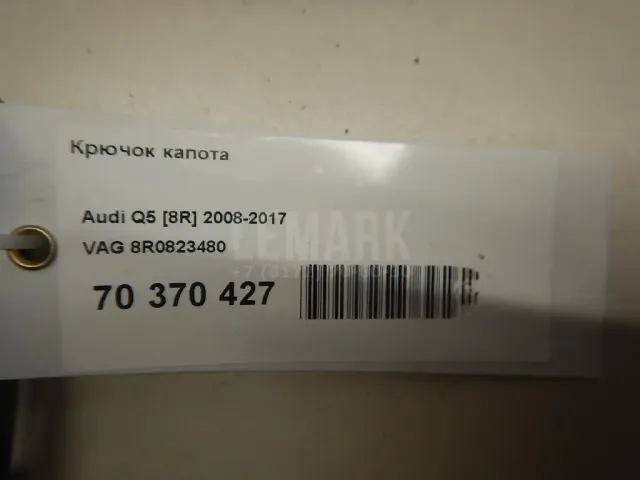 Крючок капота
Audi Q5 [8R] 2008-2017
VAG 8R0823480
70 370 427